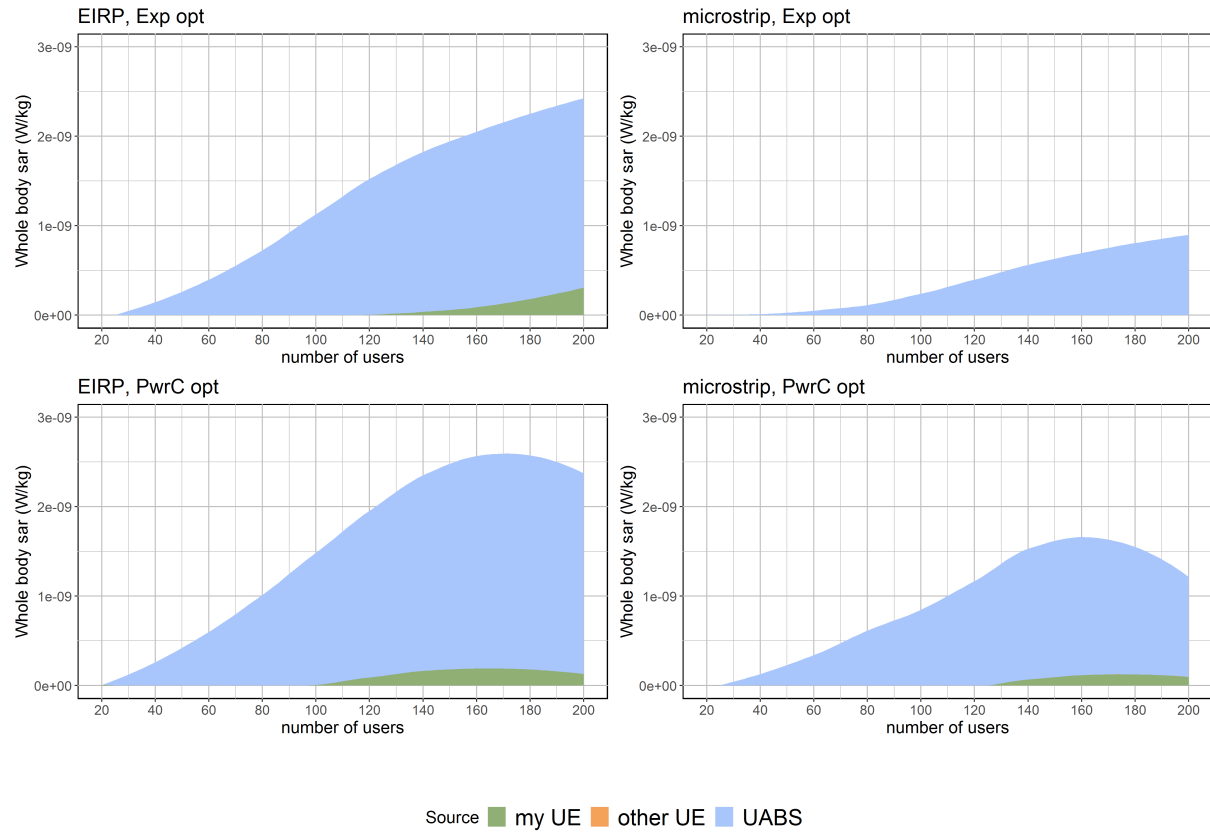 EIRP, Exp opt
3e-09
2e-09
1e-09
0e+00
Whole body sar (W/kg)
20 40 60 80 100 120 140 160 180 200
number of users
microstrip, Exp opt
3e-09
2e-09
1e-09
0e+00
Whole body sar (W/kg)
20 40 60 80 100 120 140 160 180 200
number of users
EIRP, PwrC opt
3e-09
2e-09
1e-09
0e+00
Whole body sar (W/kg)
20 40 60 80 100 120 140 160 180 200
number of users
microstrip, PwrC opt
3e-09
2e-09
1e-09
0e+00
Whole body sar (W/kg)
20 40 60 80 100 120 140 160 180 200
number of users
Source my UE other UE UABS